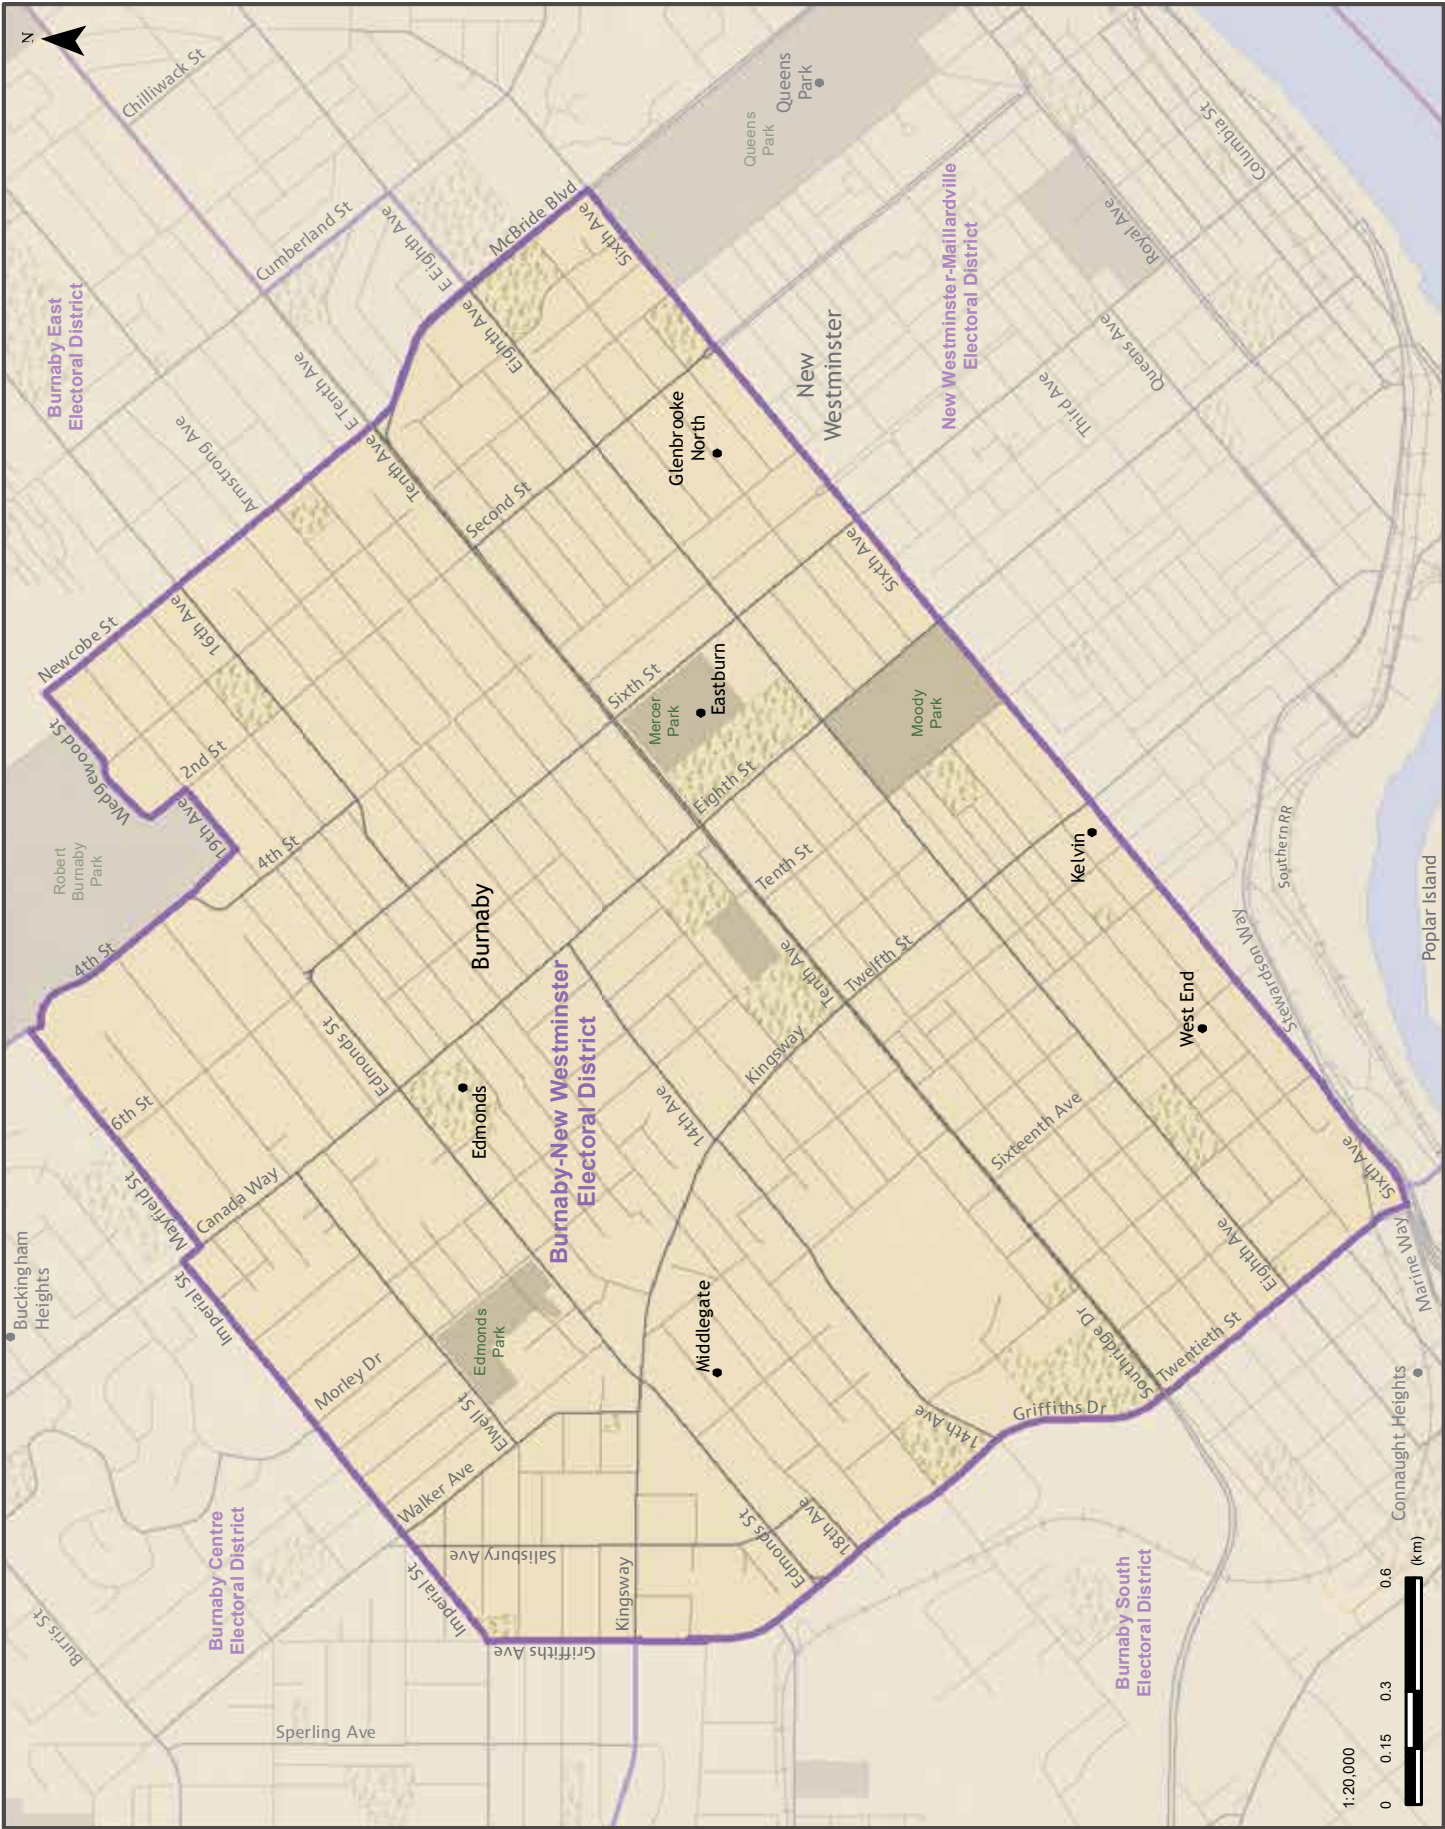 N
Chilliwack St
Queens
Park
Queens
Park
Columbia St
Cumberland St
E Eighth Ave
McBride Blvd
Sixth Ave
Royal Ave
New Westminster-Maillardville
Electoral District
Burnaby East
Electoral District
E Tenth Ave
Eighth Ave
Eighth
New
Westminster
Queens Ave
Third Ave
Armstrong Ave
Tenth Ave
Second St
Glenbrooke
North
Sixth Ave
Newcobe St
16th Ave
Sixth St
Mercer
Park
Eastburn
Moody
Park
Wedgewood St
2nd St
19th Ave
4th St
Eighth St
Robert
Burnaby
Park
Tenth St
Kelvin
Southern RR
Poplar Island
4th St
Burnaby
Tenth Ave
Tenth
Twelfth St
Stewardson Way
West End
Edmonds St
Edmonds
Burnaby-New Westminster
Electoral District
14th Ave
Kingsway
6th St
Sixteenth Ave
Mayfield St
Canada Way
Sixth Ave
Buckingham
Heights
Imperial St
Edmonds
Park
Middlegate
Eighth Ave
Marine Way
Morley Dr
Southridge Dr
Twentieth St
Elwell St
14th Ave
Griffiths Dr
Connaught Heights
Walker Ave
Burnaby Centre
Electoral District
Salisbury Ave
Edmonds St
18th Ave
Imperial St
Kingsway
Griffiths Ave
Burris St
Burnaby South
Electoral District
Sperling Ave
1:20,000
0 0.15 0.3 0.6
(km)